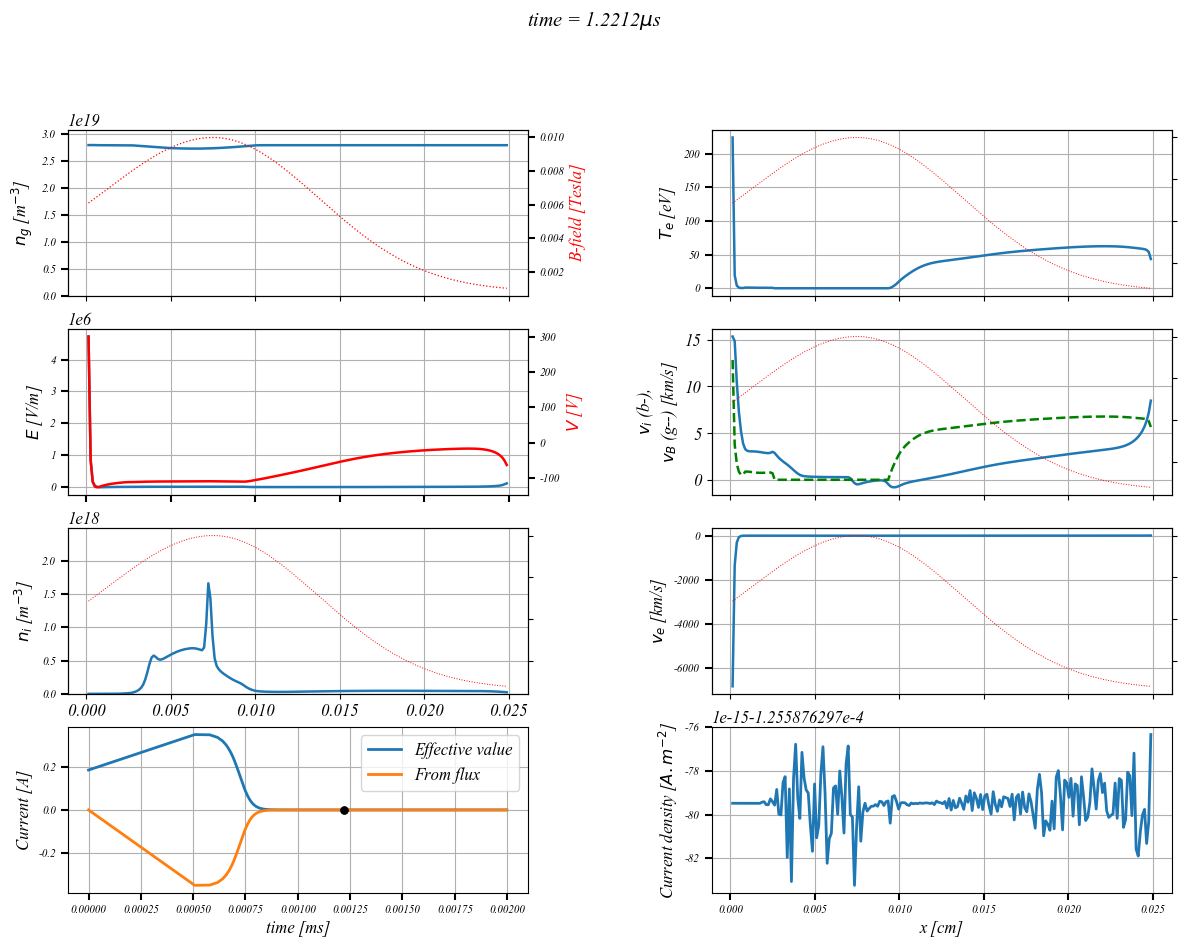 time = 1.2212μs
1e19
3.0
2.5
2.0
1.5
1.0
0.5
0.0
n_g [m⁻³]
0.010
0.008
0.006
0.004
0.002
B-field [Tesla]
200
150
100
50
0
T_e [eV]
1e6
4
3
2
1
0
E [V/m]
300
200
100
0
-100
V [V]
15
10
5
0
v_i (b-),
v_B (g--) [km/s]
1e18
2.0
1.5
1.0
0.5
0.0
n_i [m⁻³]
0.000 0.005 0.010 0.015 0.020 0.025
0
-2000
-4000
-6000
v_e [km/s]
0.2
0.0
-0.2
Current [A]
Effective value
From flux
0.00000 0.00025 0.00050 0.00075 0.00100 0.00125 0.00150 0.00175 0.00200
time [ms]
1e-15-1.255876297e-4
-76
-78
-80
-82
Current density [A.m⁻²]
0.000 0.005 0.010 0.015 0.020 0.025
x [cm]